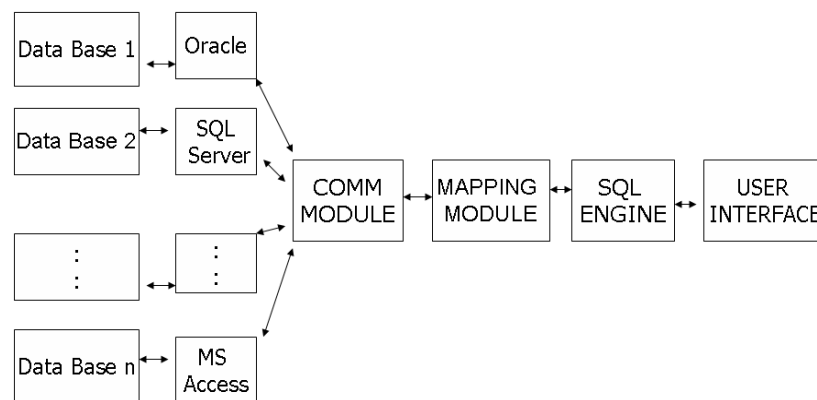 Data Base 1
Oracle
Data Base 2
SQL
Server
COMM
MODULE
MAPPING
MODULE
SQL
ENGINE
USER
INTERFACE
:
:
:
:
Data Base n
MS
Access